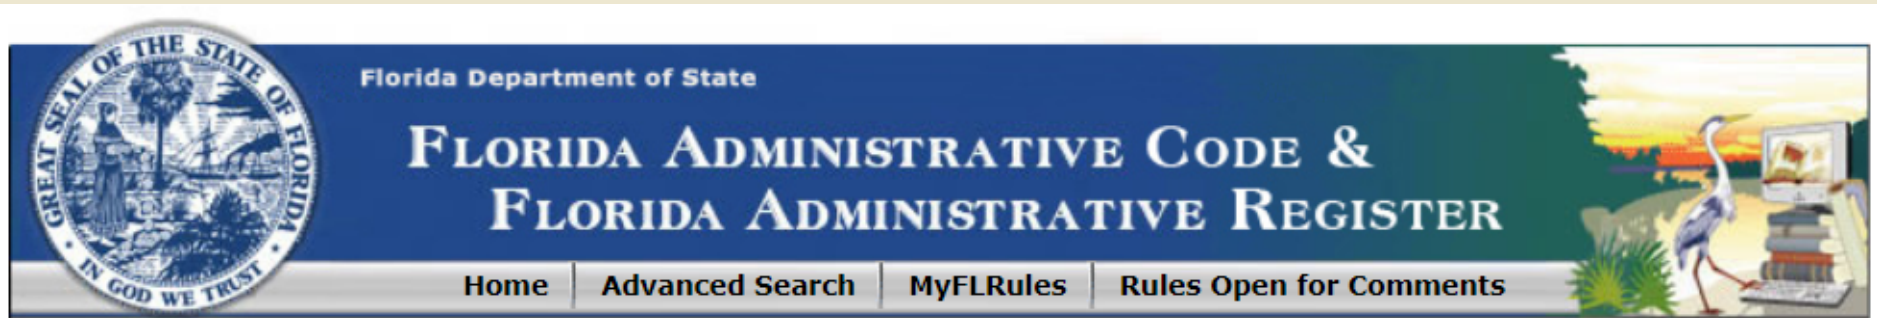 GREAT SEAL OF THE STATE OF FLORIDA
IN GOD WE TRUST
Florida Department of State
FLORIDA ADMINISTRATIVE CODE &
FLORIDA ADMINISTRATIVE REGISTER
Home
Advanced Search
MyFLRules
Rules Open for Comments